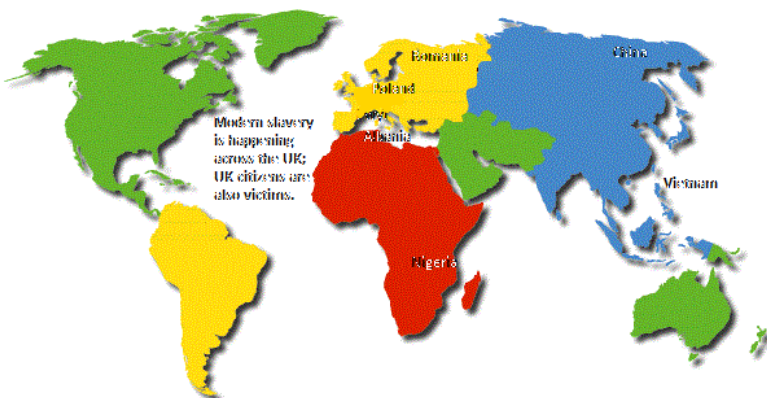 Romania
China
Poland
Albania
Modern slavery
is happening
across the UK;
UK citizens are
also victims.
Vietnam
Nigeria